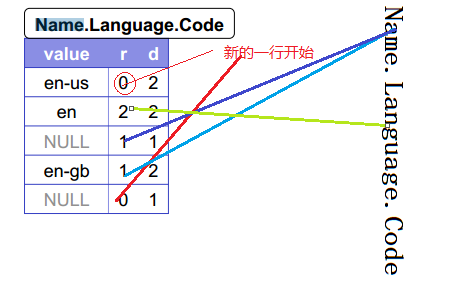 Name.Language.Code
value r d
en-us 0 2
en 2 2
NULL 1 1
en-gb 1 2
NULL 0 1
新的一行开始
Name.Language.Code